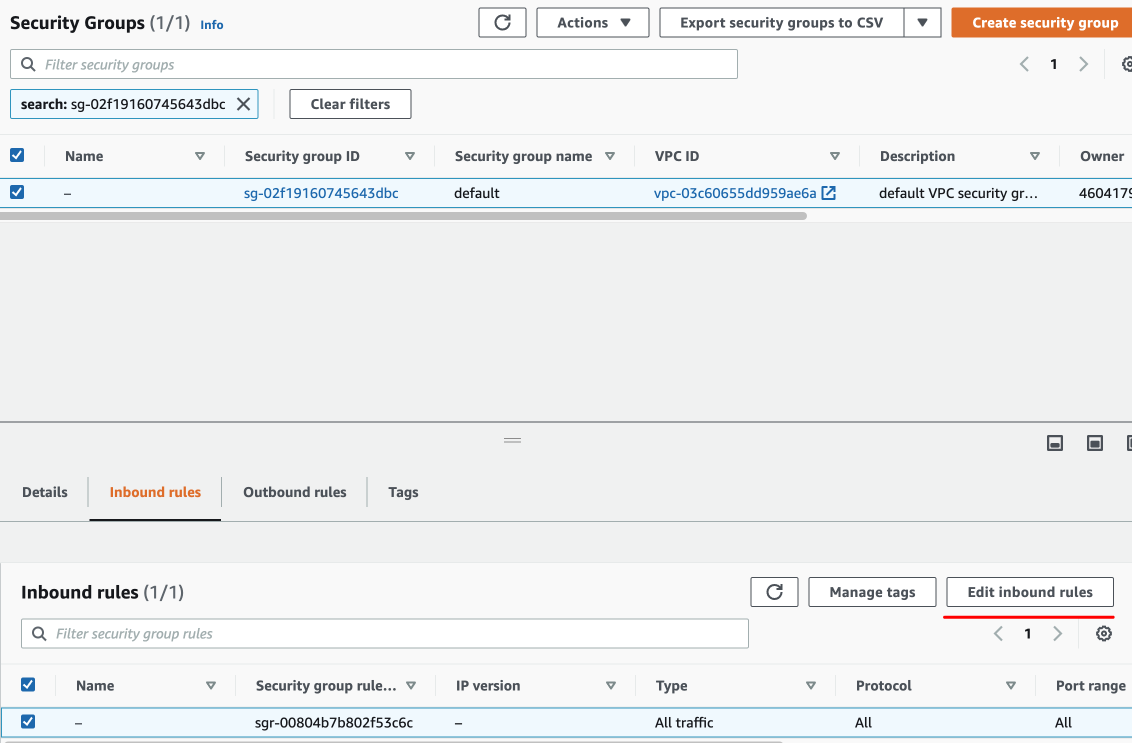 Security Groups (1/1) Info
Actions
Export security groups to CSV
Create security group
Filter security groups
1
search: sg-02f19160745643dbc
Clear filters
Name Security group ID Security group name VPC ID Description Owner
– sg-02f19160745643dbc default vpc-03c60655dd959ae6a default VPC security gr... 4604179
Details Inbound rules Outbound rules Tags
Inbound rules (1/1)
Manage tags
Edit inbound rules
Filter security group rules
1
Name Security group rule... IP version Type Protocol Port range
– sgr-00804b7b802f53c6c – All traffic All All